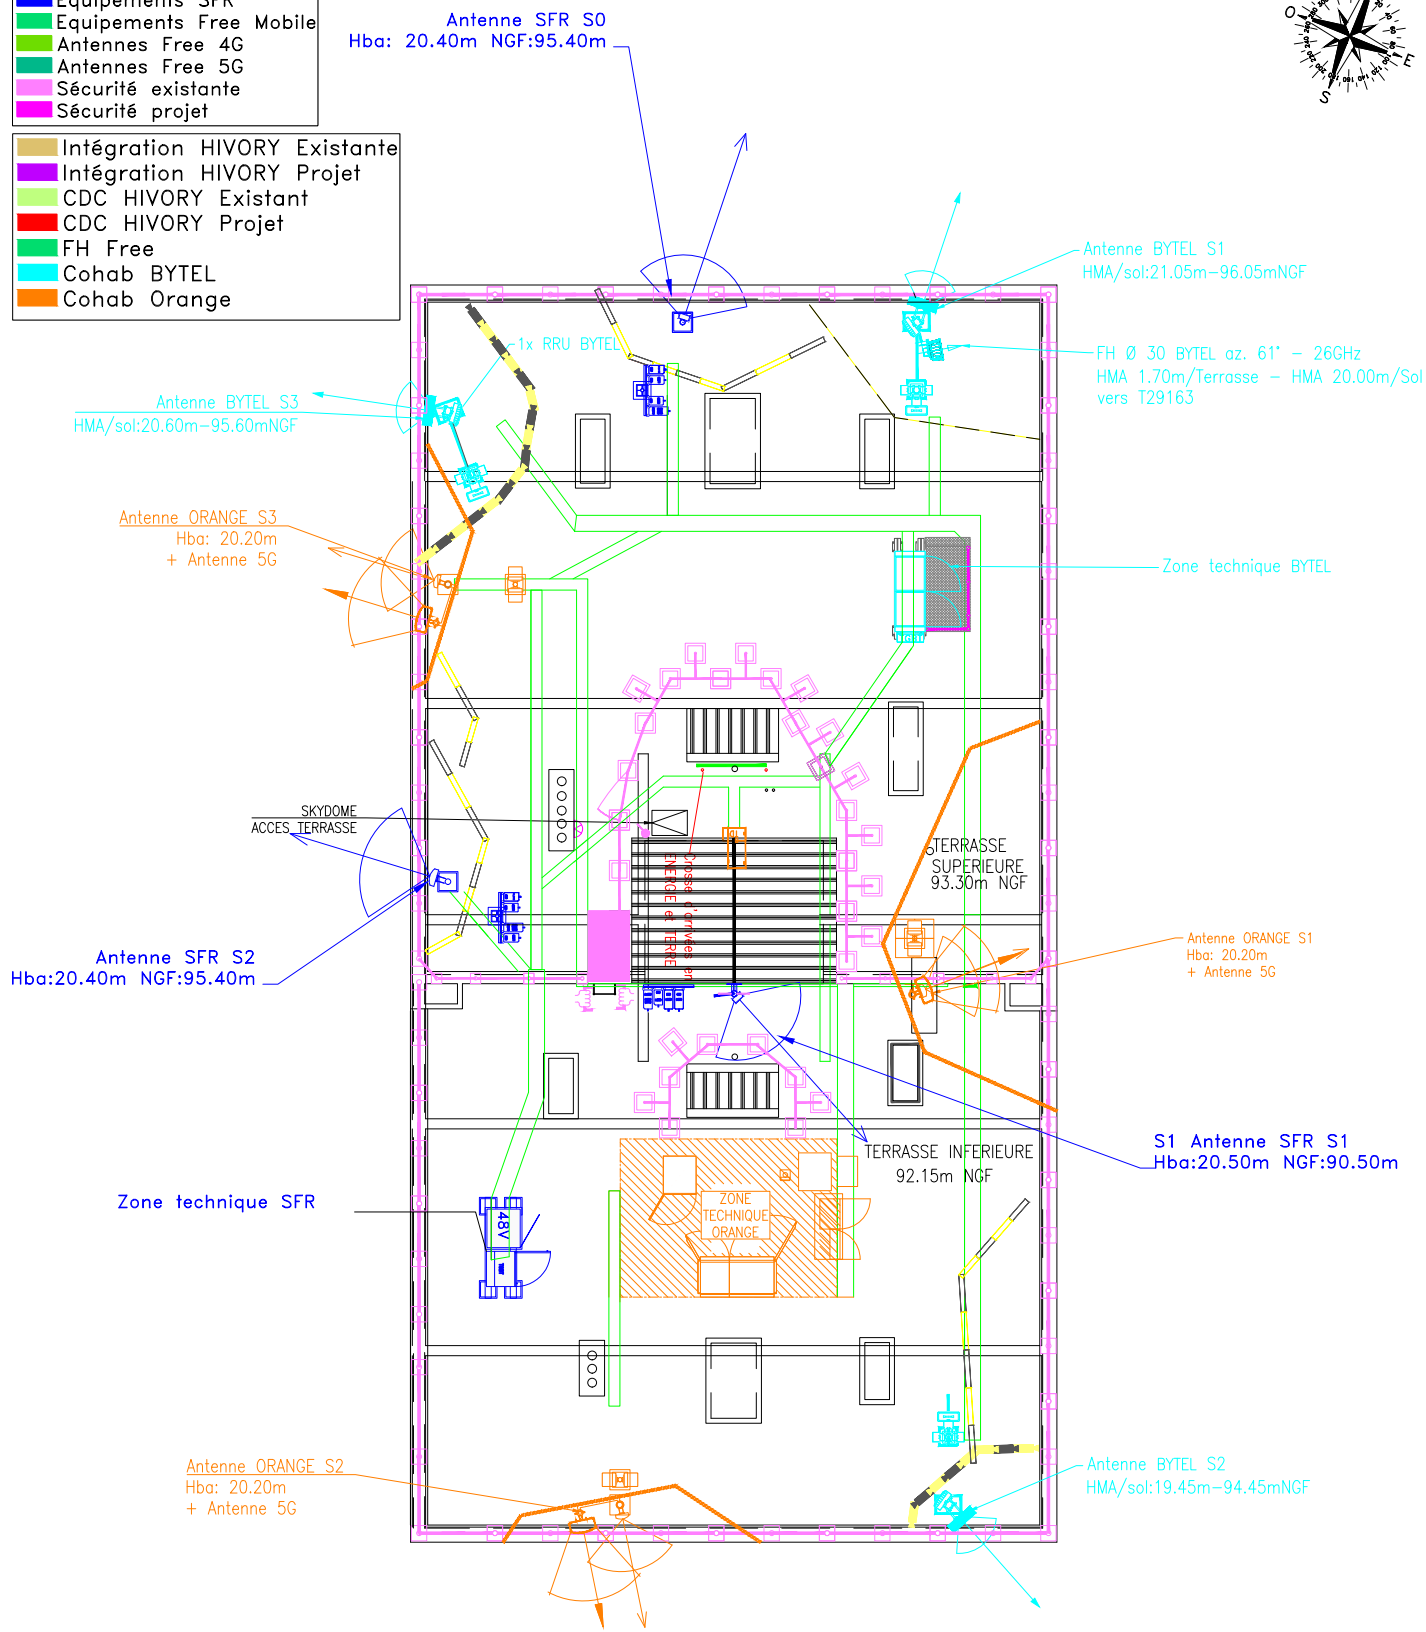 Equipements SFR
Equipements Free Mobile
Antennes Free 4G
Antennes Free 5G
Sécurité existante
Sécurité projet
Intégration HIVORY Existante
Intégration HIVORY Projet
CDC HIVORY Existant
CDC HIVORY Projet
FH Free
Cohab BYTEL
Cohab Orange
Antenne SFR S0
Hba: 20.40m NGF:95.40m
O
E
S
Antenne BYTEL S1
HMA/sol:21.05m-96.05mNGF
FH Ø 30 BYTEL az. 61° - 26GHz
HMA 1.70m/Terrasse - HMA 20.00m/Sol
vers T29163
1x RRU BYTEL
Antenne BYTEL S3
HMA/sol:20.60m-95.60mNGF
Antenne ORANGE S3
Hba: 20.20m
+ Antenne 5G
Zone technique BYTEL
SKYDOME
ACCES TERRASSE
Crosse d'arrivées en
ENERGIE et TERRE
TERRASSE
SUPERIEURE
93.30m NGF
Antenne SFR S2
Hba:20.40m NGF:95.40m
Antenne ORANGE S1
Hba: 20.20m
+ Antenne 5G
S1 Antenne SFR S1
Hba:20.50m NGF:90.50m
TERRASSE INFERIEURE
92.15m NGF
Zone technique SFR
48V
ZONE
TECHNIQUE
ORANGE
Antenne ORANGE S2
Hba: 20.20m
+ Antenne 5G
Antenne BYTEL S2
HMA/sol:19.45m-94.45mNGF